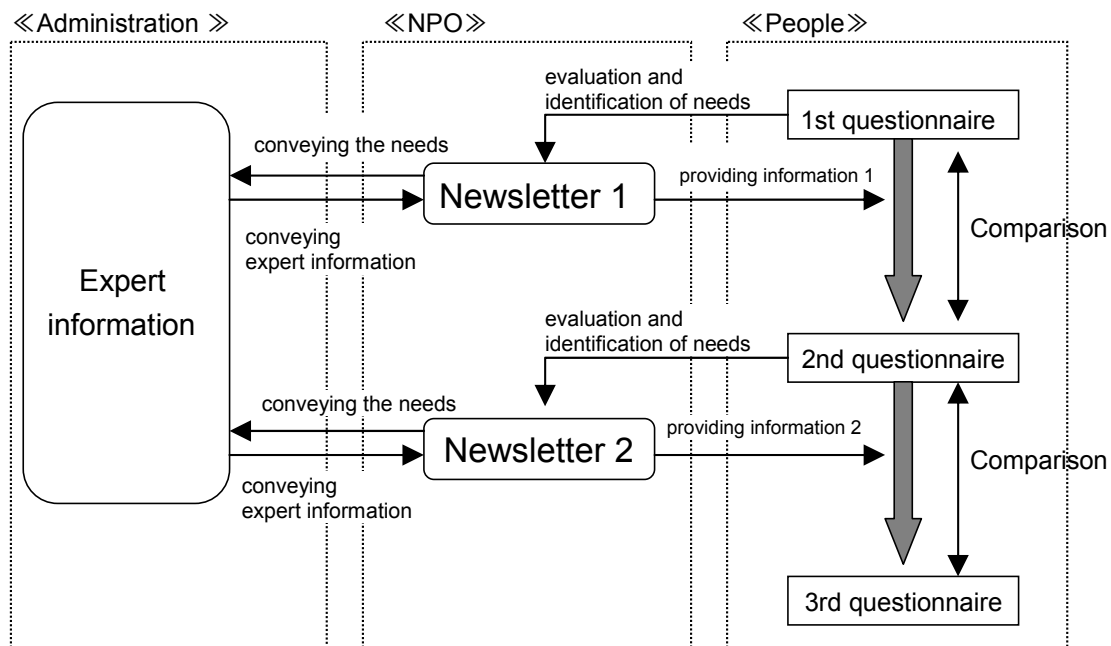 ≪Administration ≫
≪NPO≫
≪People≫
evaluation and
identification of needs
1st questionnaire
conveying the needs
Newsletter 1
providing information 1
conveying
expert information
Comparison
Expert
information
evaluation and
identification of needs
2nd questionnaire
conveying the needs
Newsletter 2
providing information 2
conveying
expert information
Comparison
3rd questionnaire